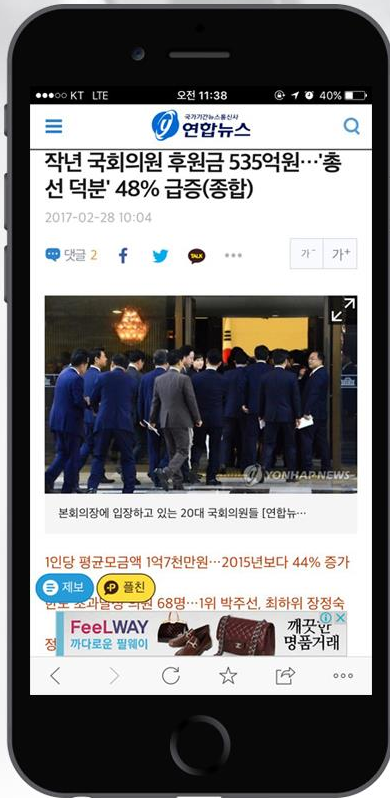 KT LTE 오전 11:38 40%
국가기간뉴스통신사
연합뉴스
작년 국회의원 후원금 535억원…'총
선 덕분' 48% 급증(종합)
2017-02-28 10:04
댓글 2 f TALK 가- 가+
YONHAP NEWS
본회의장에 입장하고 있는 20대 국회의원들 [연합뉴…
1인당 평균모금액 1억7천만원…2015년보다 44% 증가
제보 P 플친
한도 초과달성 의원 68명…1위 박주선, 최하위 장정숙
FeeLWAY 깨끗한
까다로운 필웨이 명품거래
정